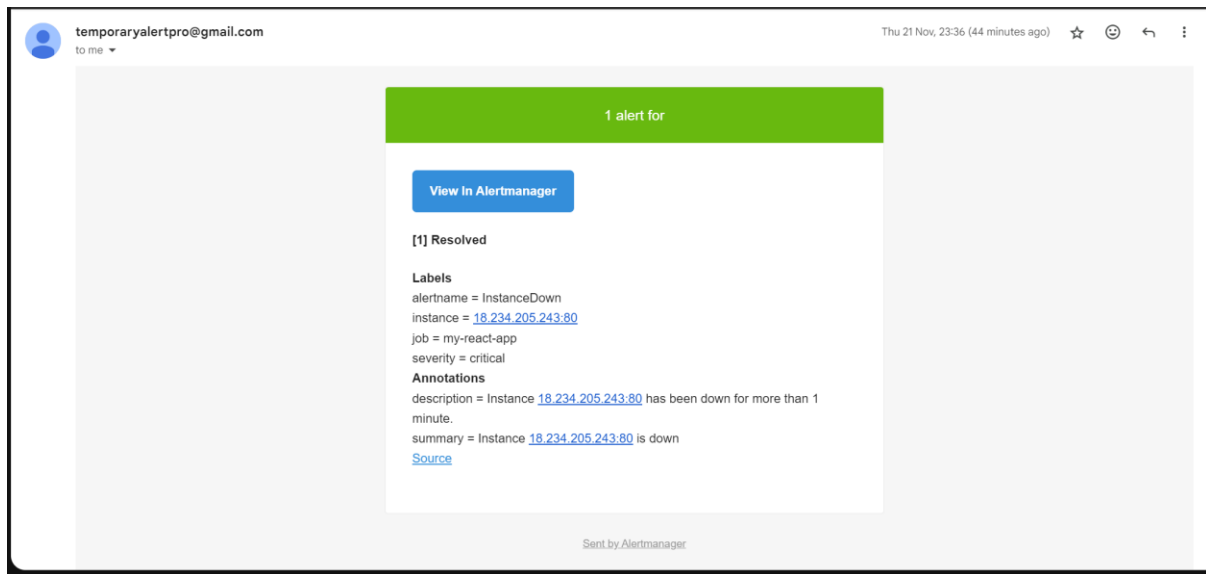 temporaryalertpro@gmail.com
Thu 21 Nov, 23:36 (44 minutes ago)
to me
1 alert for
View In Alertmanager
[1] Resolved
Labels
alertname = InstanceDown
instance = 18.234.205.243:80
job = my-react-app
severity = critical
Annotations
description = Instance 18.234.205.243:80 has been down for more than 1
minute.
summary = Instance 18.234.205.243:80 is down
Source
Sent by Alertmanager